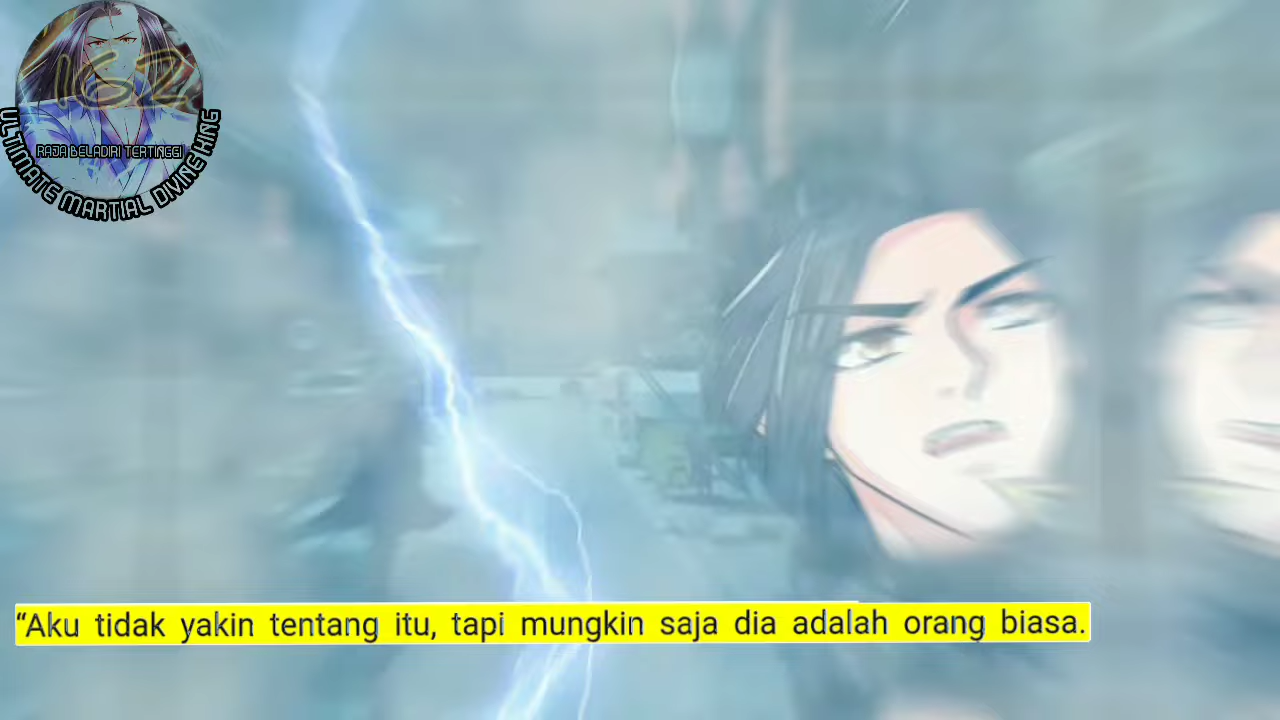 162
RAJA BELADIRI TERTINGGI
ULTIMATE MARTIAL DIVINE KING
“Aku tidak yakin tentang itu, tapi mungkin saja dia adalah orang biasa.